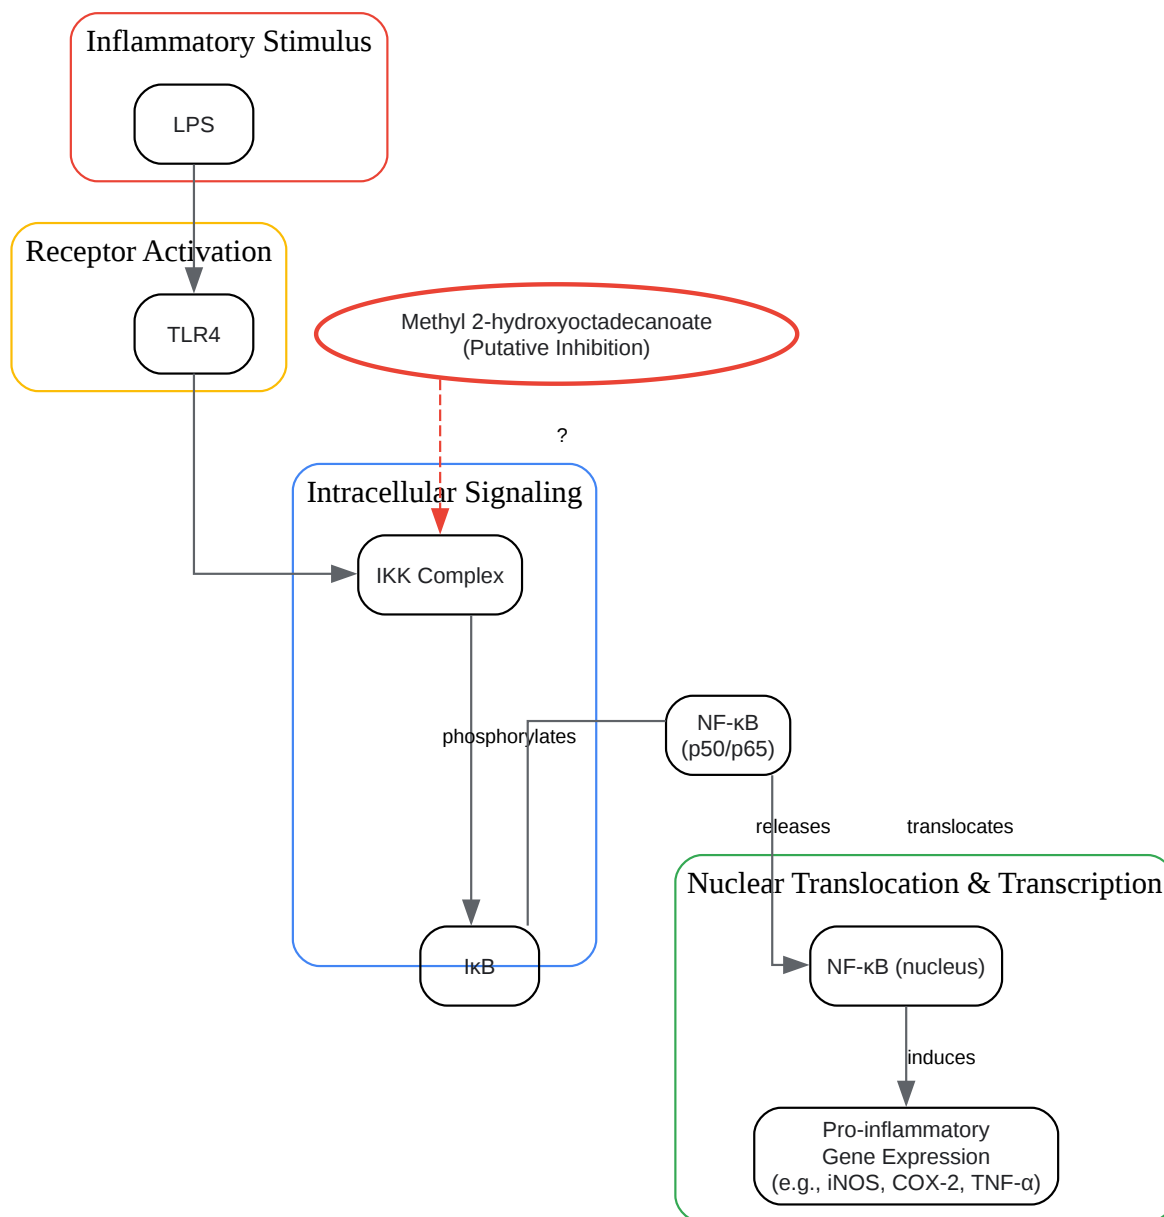 Inflammatory Stimulus
LPS
Receptor Activation
TLR4
Methyl 2-hydroxyoctadecanoate
(Putative Inhibition)
?
Intracellular Signaling
IKK Complex
phosphorylates
NF-κB
(p50/p65)
releases
translocates
Nuclear Translocation & Transcription
IκB
NF-κB (nucleus)
induces
Pro-inflammatory
Gene Expression
(e.g., iNOS, COX-2, TNF-α)